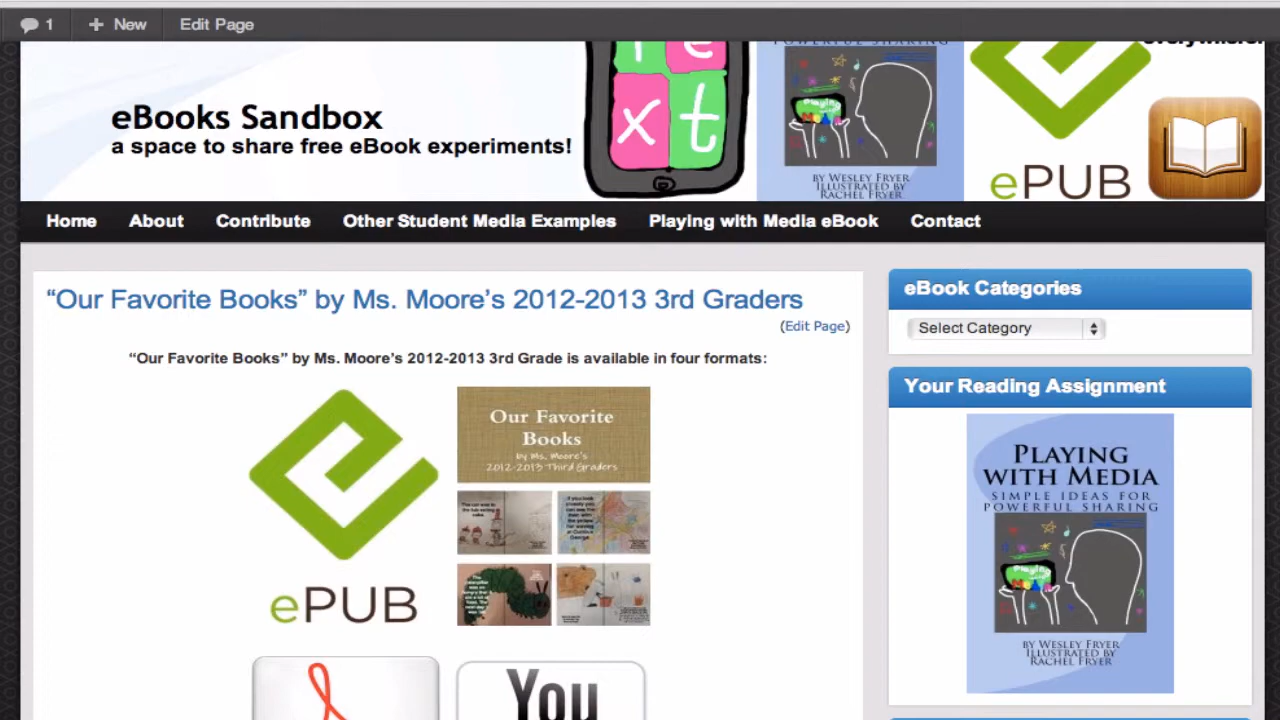 1
New
Edit Page
eBooks Sandbox
a space to share free eBook experiments!
e
x t
BY WESLEY FRYER
ILLUSTRATED BY
RACHEL FRYER
ePUB
Home
About
Contribute
Other Student Media Examples
Playing with Media eBook
Contact
“Our Favorite Books” by Ms. Moore’s 2012-2013 3rd Graders
(Edit Page)
“Our Favorite Books” by Ms. Moore’s 2012-2013 3rd Grade is available in four formats:
ePUB
Our Favorite
Books
by Ms. Moore's
2012-2013 Third Graders
You
eBook Categories
Select Category
Your Reading Assignment
PLAYING
WITH MEDIA
SIMPLE IDEAS FOR
POWERFUL SHARING
BY WESLEY FRYER
ILLUSTRATED BY
RACHEL FRYER